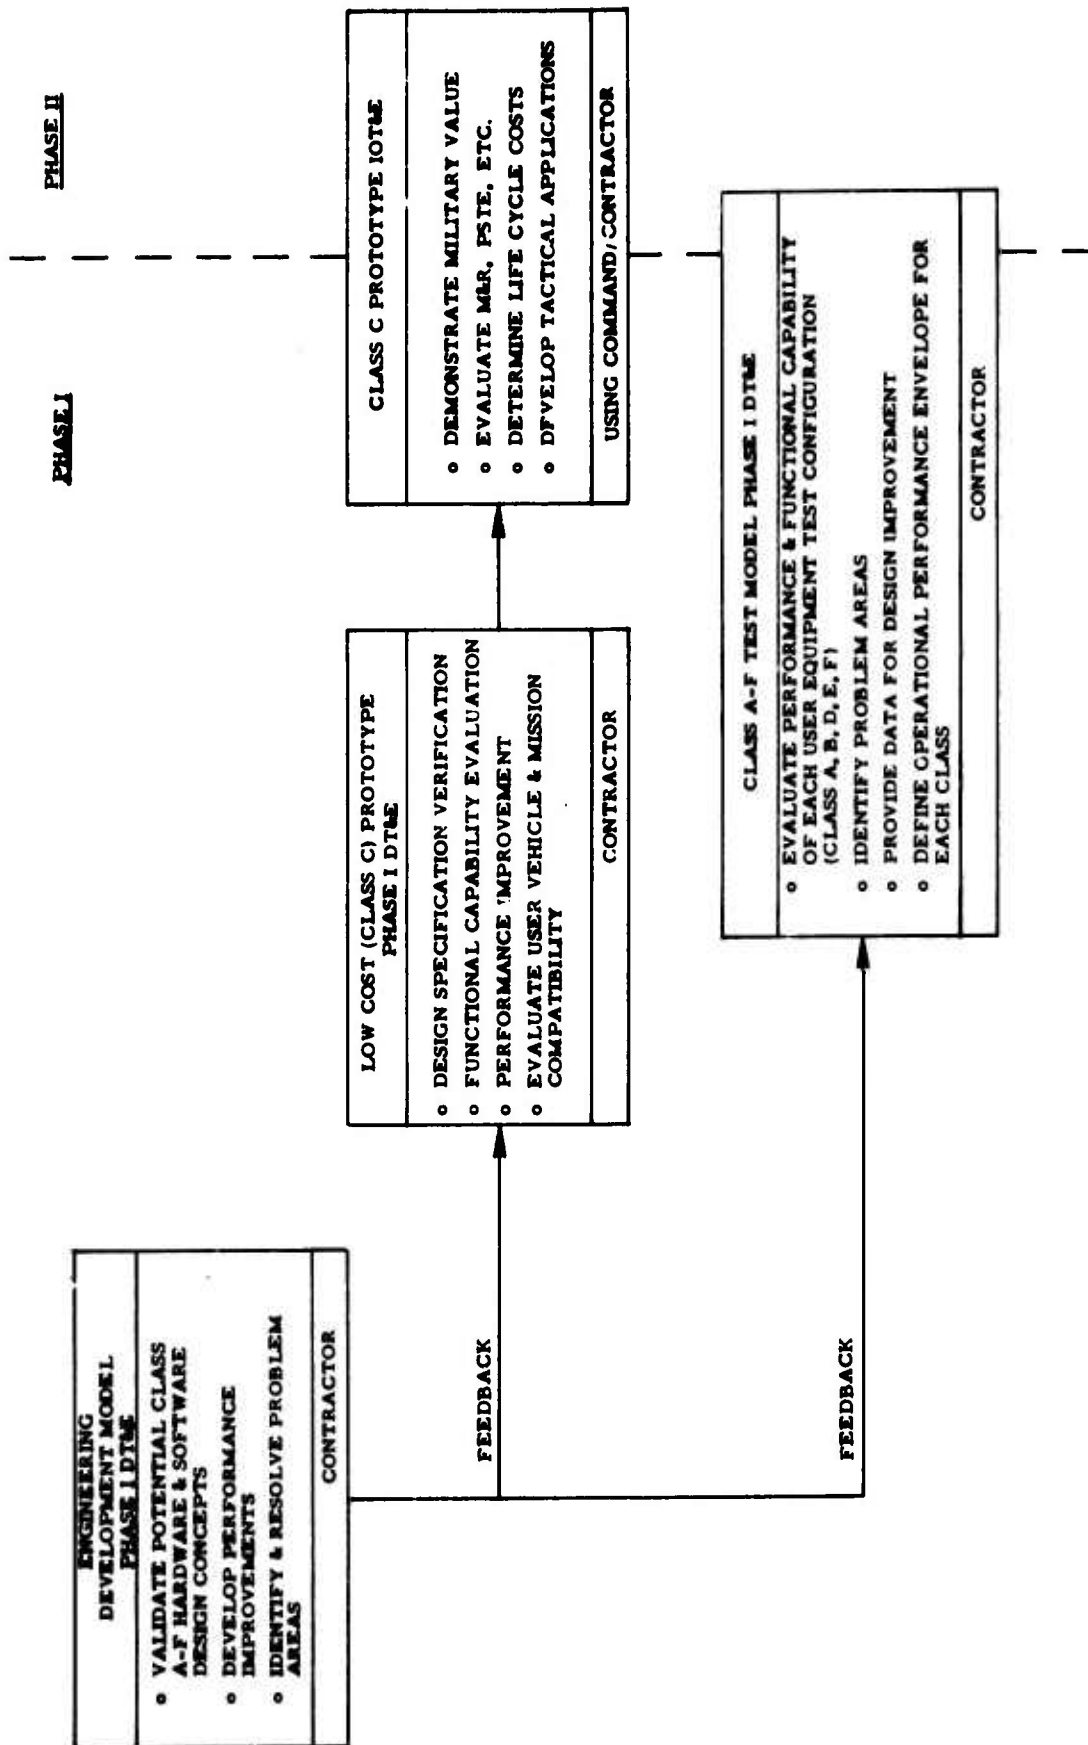 PHASE I
PHASE II
ENGINEERING
DEVELOPMENT MODEL
PHASE I DT&E
o VALIDATE POTENTIAL CLASS
A-F HARDWARE & SOFTWARE
DESIGN CONCEPTS
o DEVELOP PERFORMANCE
IMPROVEMENTS
o IDENTIFY & RESOLVE PROBLEM
AREAS
CONTRACTOR
FEEDBACK
LOW COST (CLASS C) PROTOTYPE
PHASE I DT&E
o DESIGN SPECIFICATION VERIFICATION
o FUNCTIONAL CAPABILITY EVALUATION
o PERFORMANCE IMPROVEMENT
o EVALUATE USER VEHICLE & MISSION
COMPATIBILITY
CONTRACTOR
CLASS C PROTOTYPE IOT&E
o DEMONSTRATE MILITARY VALUE
o EVALUATE M&R, PSTE, ETC.
o DETERMINE LIFE CYCLE COSTS
o DEVELOP TACTICAL APPLICATIONS
USING COMMAND/CONTRACTOR
FEEDBACK
CLASS A-F TEST MODEL PHASE I DT&E
o EVALUATE PERFORMANCE & FUNCTIONAL CAPABILITY
OF EACH USER EQUIPMENT TEST CONFIGURATION
(CLASS A, B, D, E, F)
o IDENTIFY PROBLEM AREAS
o PROVIDE DATA FOR DESIGN IMPROVEMENT
o DEFINE OPERATIONAL PERFORMANCE ENVELOPE FOR
EACH CLASS
CONTRACTOR